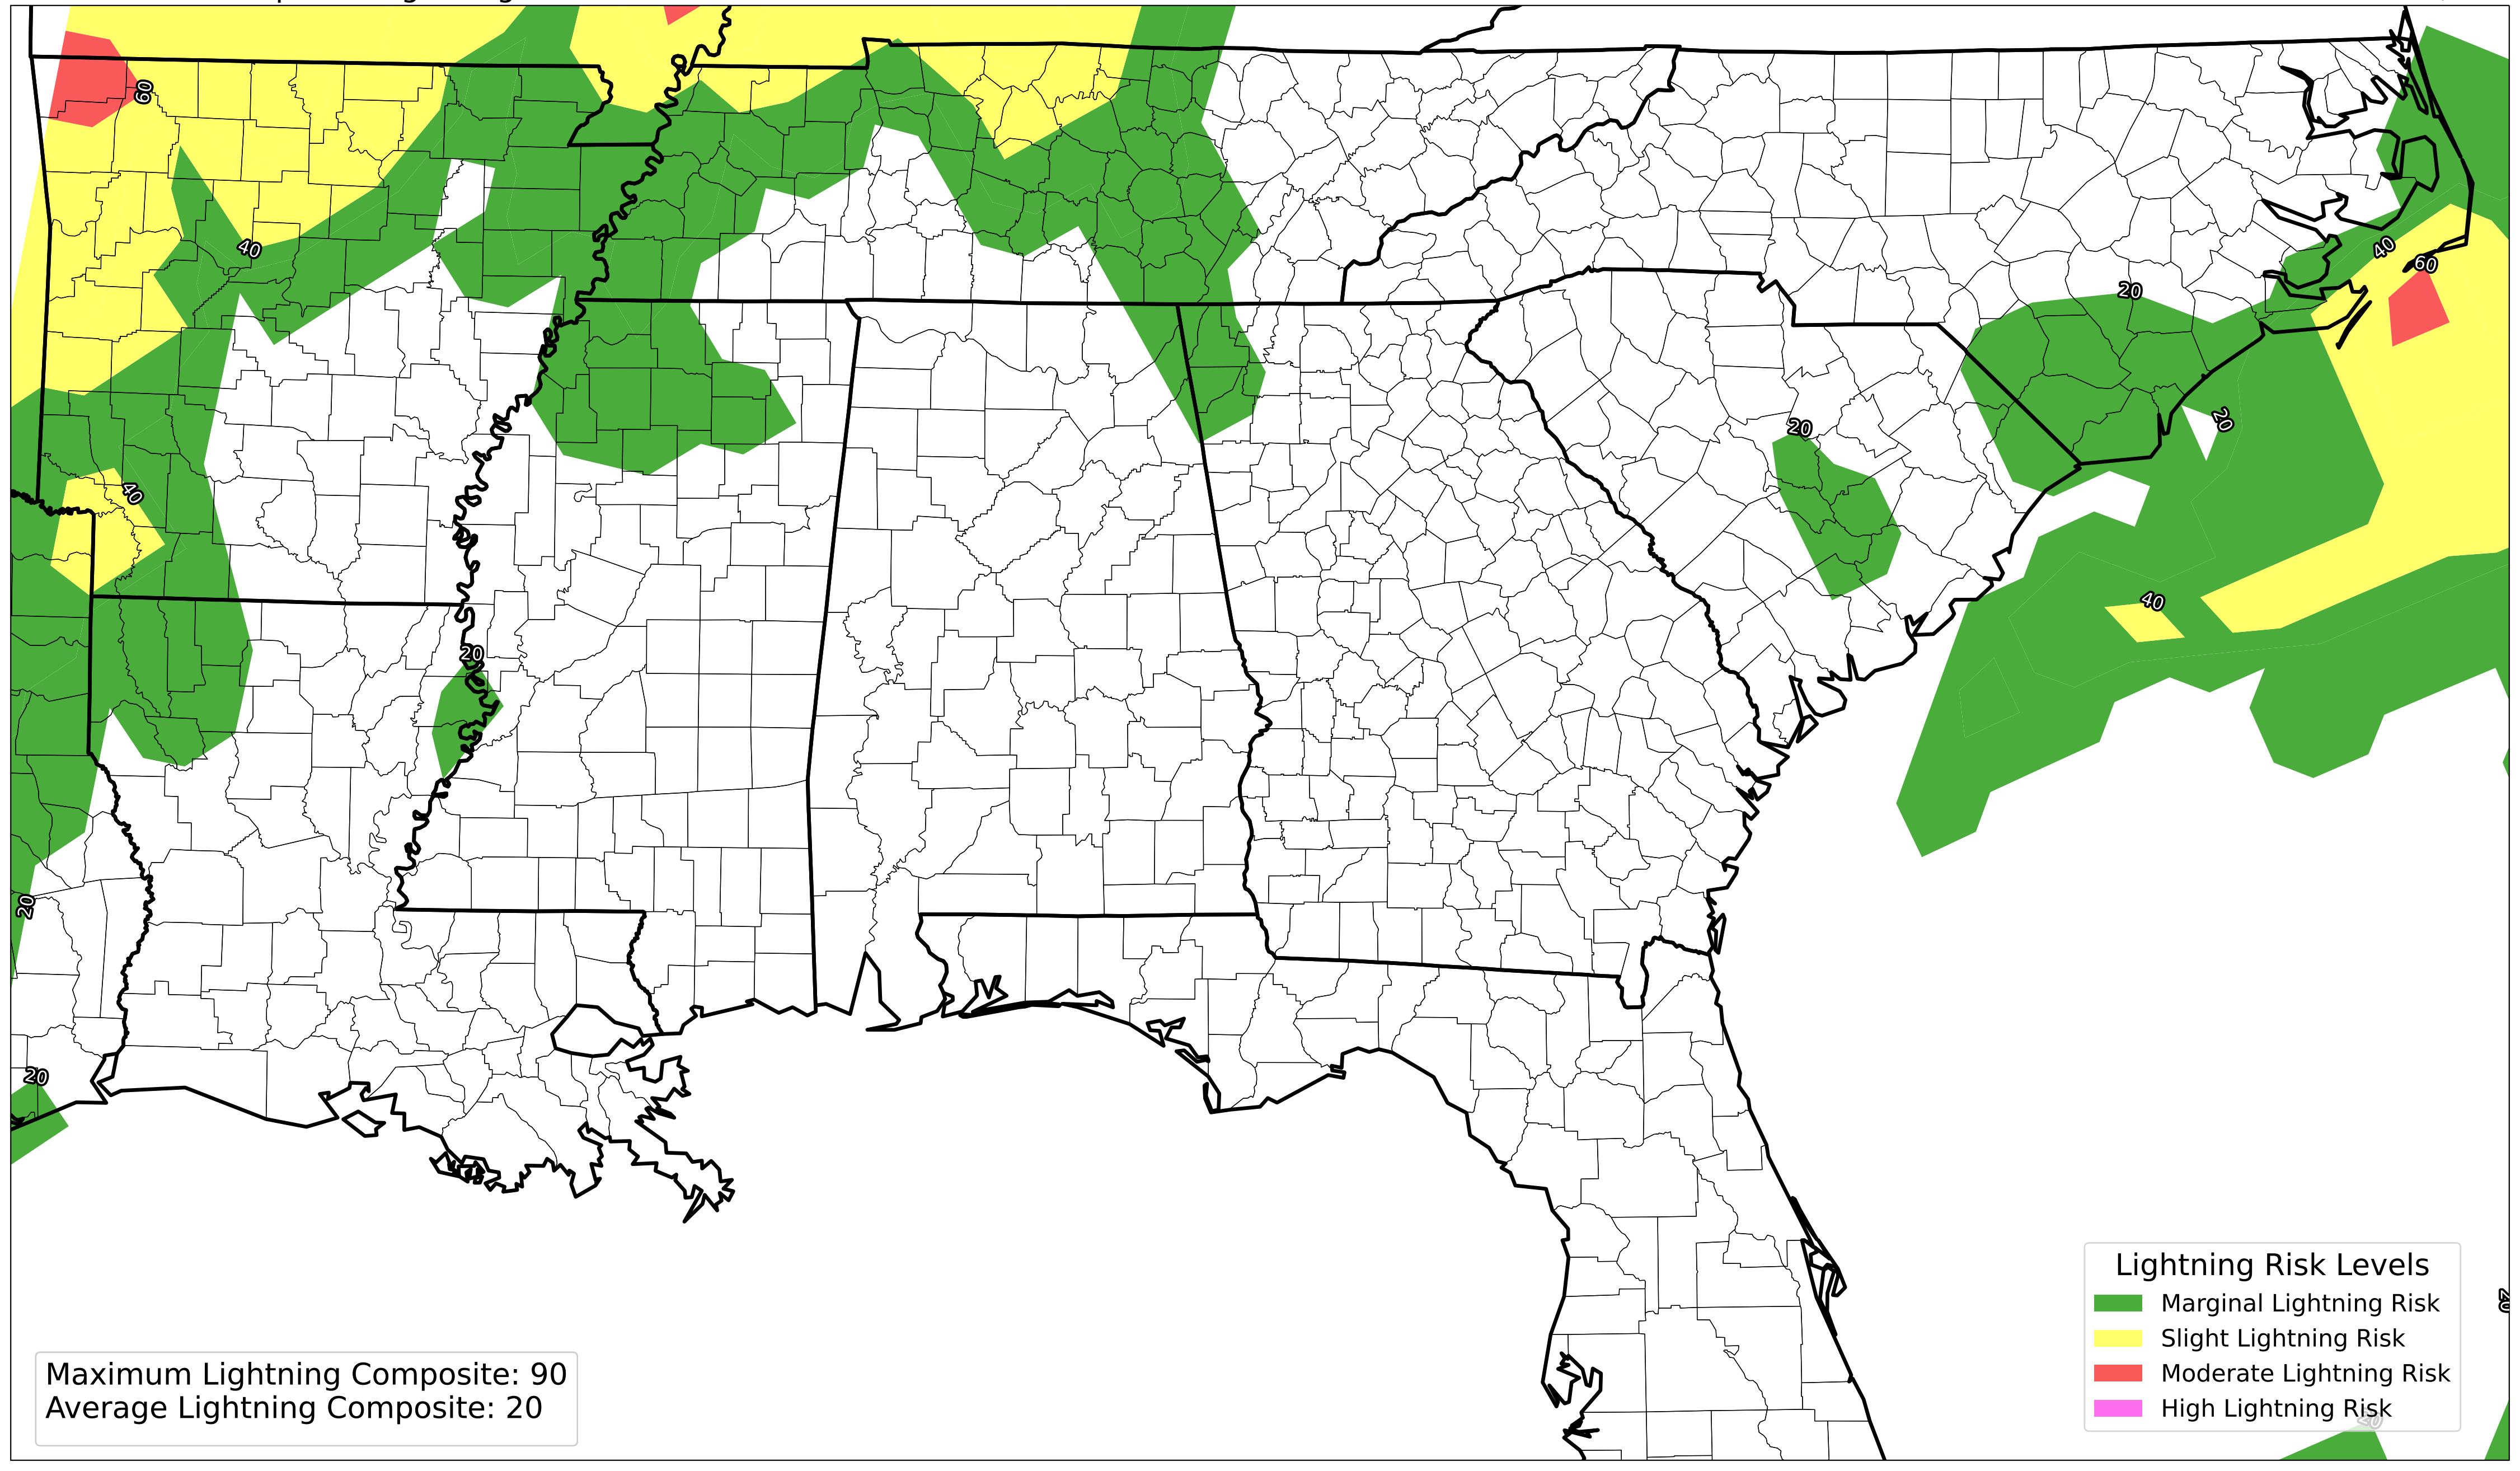 60
40
40
60
20
40
20
20
40
20
20
20
Lightning Risk Levels
Marginal Lightning Risk
Slight Lightning Risk
Moderate Lightning Risk
High Lightning Risk
20
Maximum Lightning Composite: 90
Average Lightning Composite: 20